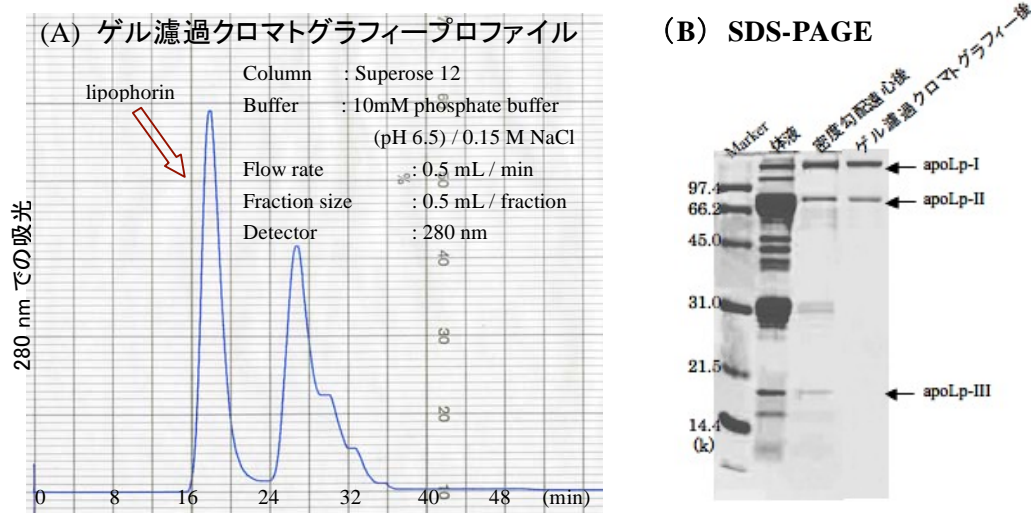 (A) ゲル濾過クロマトグラフィープロファイル
lipophorin
Column : Superose 12
Buffer : 10mM phosphate buffer
(pH 6.5) / 0.15 M NaCl
Flow rate : 0.5 mL / min
Fraction size : 0.5 mL / fraction
Detector : 280 nm
280 nm での吸光
%
50
40
30
20
10
0 8 16 24 32 40 48 (min)
(B) SDS-PAGE
Marker
体液
密度勾配遠心後
ゲル濾過クロマトグラフィー後
97.4
66.2
45.0
31.0
21.5
14.4
(k)
apoLp-I
apoLp-II
apoLp-III